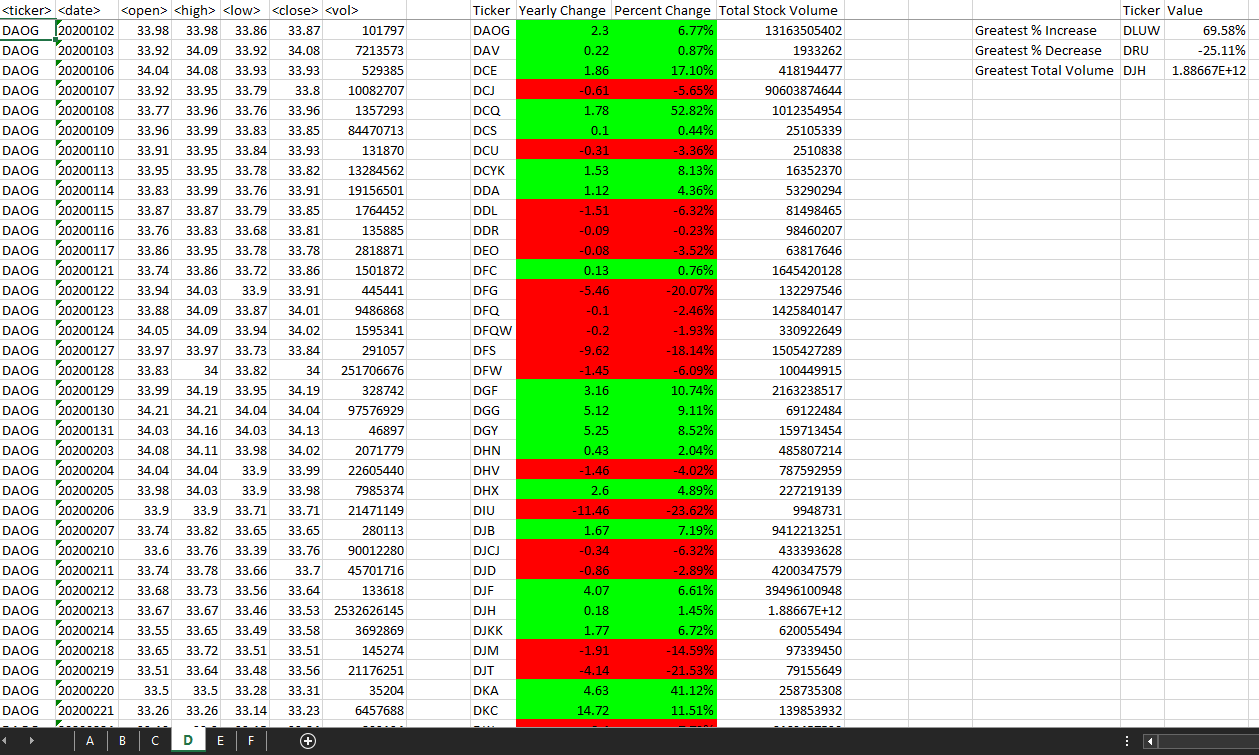 <ticker> <date> <open> <high> <low> <close> <vol> Ticker Yearly Change Percent Change Total Stock Volume Ticker Value
DAOG 20200102 33.98 33.98 33.86 33.87 101797 DAOG 2.3 6.77% 13163505402 Greatest % Increase DLUW 69.58%
DAOG 20200103 33.92 34.09 33.92 34.08 7213573 DAV 0.22 0.87% 1933262 Greatest % Decrease DRU -25.11%
DAOG 20200106 34.04 34.08 33.93 33.93 529385 DCE 1.86 17.10% 418194477 Greatest Total Volume DJH 1.88667E+12
DAOG 20200107 33.92 33.95 33.79 33.8 10082707 DCJ -0.61 -5.65% 90603874644
DAOG 20200108 33.77 33.96 33.76 33.96 1357293 DCQ 1.78 52.82% 1012354954
DAOG 20200109 33.96 33.99 33.83 33.85 84470713 DCS 0.1 0.44% 25105339
DAOG 20200110 33.91 33.95 33.84 33.93 131870 DCU -0.31 -3.36% 2510838
DAOG 20200113 33.95 33.95 33.78 33.82 13284562 DCYK 1.53 8.13% 16352370
DAOG 20200114 33.83 33.99 33.76 33.91 19156501 DDA 1.12 4.36% 53290294
DAOG 20200115 33.87 33.87 33.79 33.85 1764452 DDL -1.51 -6.32% 81498465
DAOG 20200116 33.76 33.83 33.68 33.81 135885 DDR -0.09 -0.23% 98460207
DAOG 20200117 33.86 33.95 33.78 33.78 2818871 DEO -0.08 -3.52% 63817646
DAOG 20200121 33.74 33.86 33.72 33.86 1501872 DFC 0.13 0.76% 1645420128
DAOG 20200122 33.94 34.03 33.9 33.91 445441 DFG -5.46 -20.07% 132297546
DAOG 20200123 33.88 34.09 33.87 34.01 9486868 DFQ -0.1 -2.46% 1425840147
DAOG 20200124 34.05 34.09 33.94 34.02 1595341 DFQW -0.2 -1.93% 330922649
DAOG 20200127 33.97 33.97 33.73 33.84 291057 DFS -9.62 -18.14% 1505427289
DAOG 20200128 33.83 34 33.82 34 251706676 DFW -1.45 -6.09% 100449915
DAOG 20200129 33.99 34.19 33.95 34.19 328742 DGF 3.16 10.74% 2163238517
DAOG 20200130 34.21 34.21 34.04 34.04 97576929 DGG 5.12 9.11% 69122484
DAOG 20200131 34.03 34.16 34.03 34.13 46897 DGY 5.25 8.52% 159713454
DAOG 20200203 34.08 34.11 33.98 34.02 2071779 DHN 0.43 2.04% 485807214
DAOG 20200204 34.04 34.04 33.9 33.99 22605440 DHV -1.46 -4.02% 787592959
DAOG 20200205 33.98 34.03 33.9 33.98 7985374 DHX 2.6 4.89% 227219139
DAOG 20200206 33.9 33.9 33.71 33.71 21471149 DIU -11.46 -23.62% 9948731
DAOG 20200207 33.74 33.82 33.65 33.65 280113 DJB 1.67 7.19% 9412213251
DAOG 20200210 33.6 33.76 33.39 33.76 90012280 DJCJ -0.34 -6.32% 433393628
DAOG 20200211 33.74 33.78 33.66 33.7 45701716 DJD -0.86 -2.89% 4200347579
DAOG 20200212 33.68 33.73 33.56 33.64 133618 DJF 4.07 6.61% 39496100948
DAOG 20200213 33.67 33.67 33.46 33.53 2532626145 DJH 0.18 1.45% 1.88667E+12
DAOG 20200214 33.55 33.65 33.49 33.58 3692869 DJKK 1.77 6.72% 620055494
DAOG 20200218 33.65 33.72 33.51 33.51 145274 DJM -1.91 -14.59% 97339450
DAOG 20200219 33.51 33.64 33.48 33.56 21176251 DJT -4.14 -21.53% 79155649
DAOG 20200220 33.5 33.5 33.28 33.31 35204 DKA 4.63 41.12% 258735308
DAOG 20200221 33.26 33.26 33.14 33.23 6457688 DKC 14.72 11.51% 139853932
A B C D E F